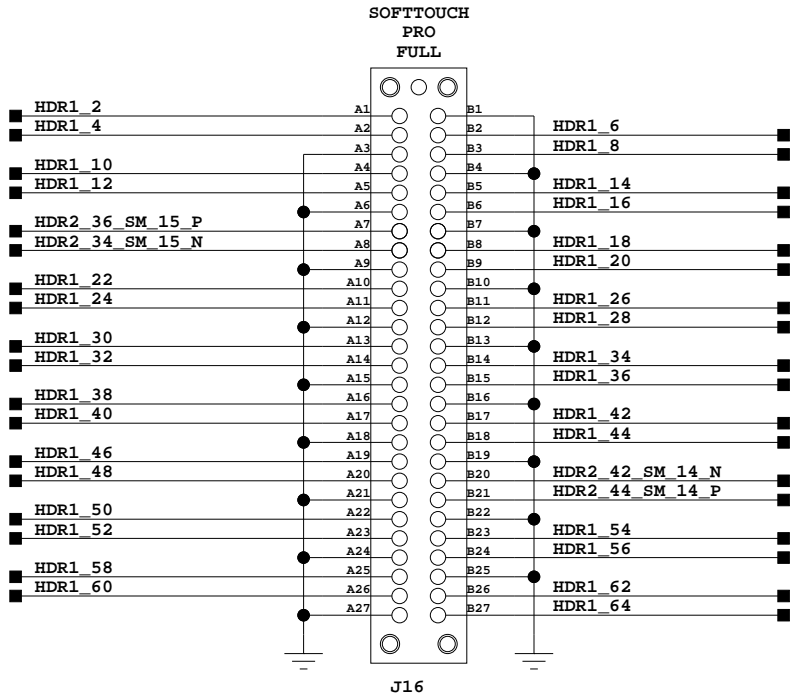 SOFTTOUCH
PRO
FULL
HDR1_2 A1 B1
HDR1_4 A2 B2 HDR1_6
A3 B3 HDR1_8
HDR1_10 A4 B4
HDR1_12 A5 B5 HDR1_14
A6 B6 HDR1_16
HDR2_36_SM_15_P A7 B7
HDR2_34_SM_15_N A8 B8 HDR1_18
A9 B9 HDR1_20
HDR1_22 A10 B10
HDR1_24 A11 B11 HDR1_26
A12 B12 HDR1_28
HDR1_30 A13 B13
HDR1_32 A14 B14 HDR1_34
A15 B15 HDR1_36
HDR1_38 A16 B16
HDR1_40 A17 B17 HDR1_42
A18 B18 HDR1_44
HDR1_46 A19 B19
HDR1_48 A20 B20 HDR2_42_SM_14_N
A21 B21 HDR2_44_SM_14_P
HDR1_50 A22 B22
HDR1_52 A23 B23 HDR1_54
A24 B24 HDR1_56
HDR1_58 A25 B25
HDR1_60 A26 B26 HDR1_62
A27 B27 HDR1_64
J16